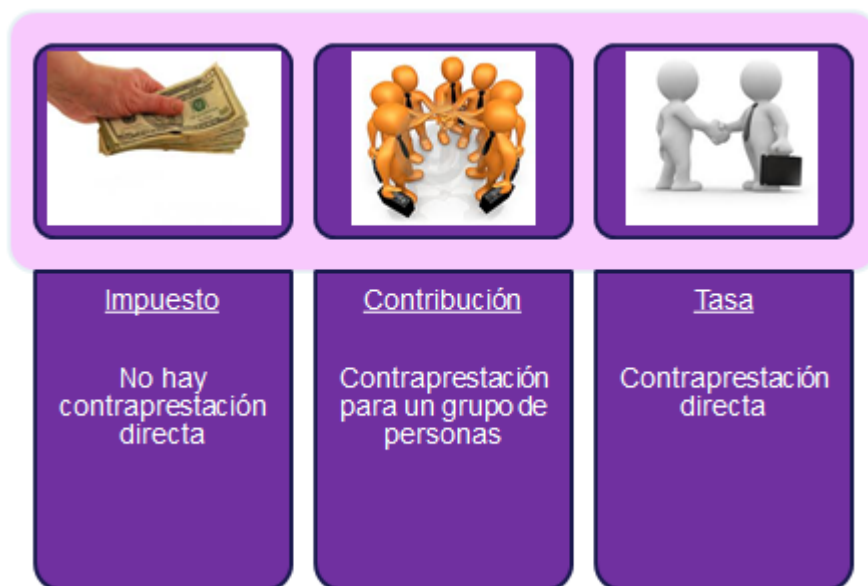 Impuesto
No hay
contraprestación
directa
Contribución
Contraprestación
para un grupo de
personas
Tasa
Contraprestación
directa